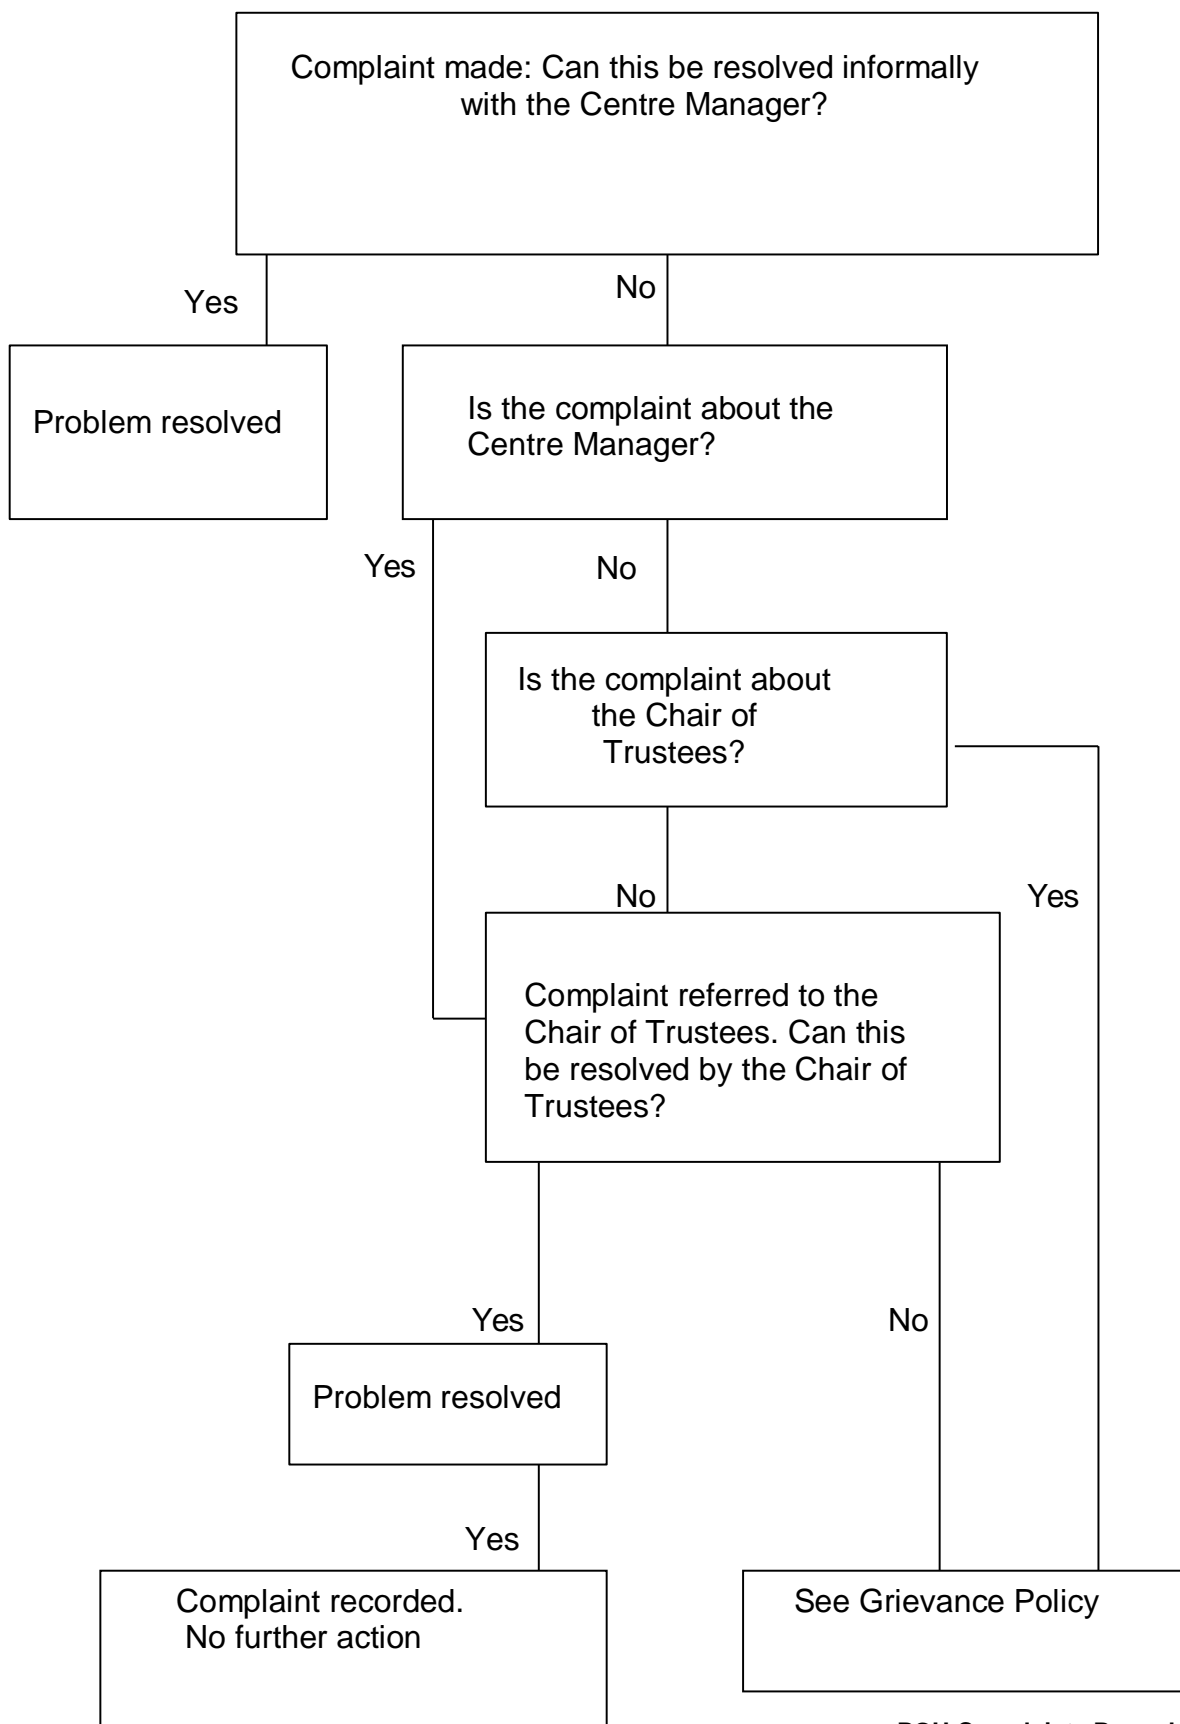 Complaint made: Can this be resolved informally
with the Centre Manager?
Yes
No
Problem resolved
Is the complaint about the
Centre Manager?
Yes
No
Is the complaint about
the Chair of
Trustees?
No
Yes
Complaint referred to the
Chair of Trustees. Can this
be resolved by the Chair of
Trustees?
Yes
No
Problem resolved
Yes
Complaint recorded.
No further action
See Grievance Policy